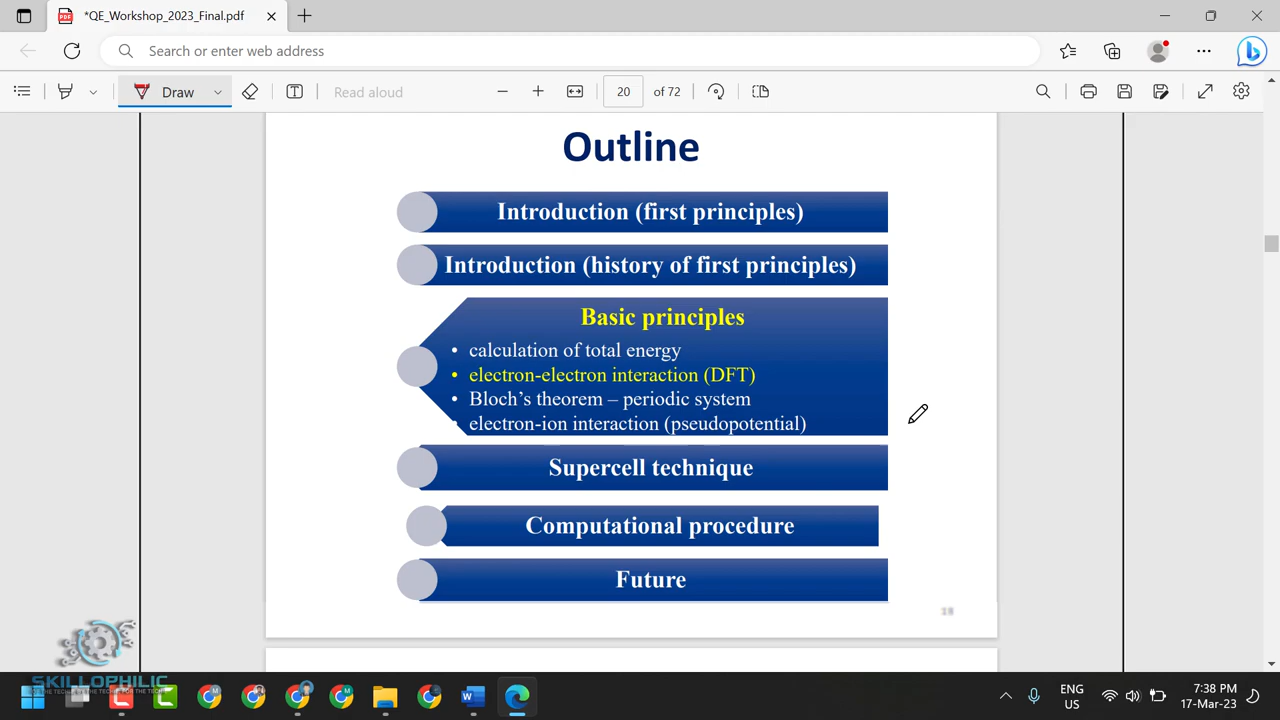 *QE_Workshop_2023_Final.pdf
Search or enter web address
Draw
Read aloud
20 of 72
Outline
Introduction (first principles)
Introduction (history of first principles)
Basic principles
• calculation of total energy
• electron-electron interaction (DFT)
• Bloch's theorem – periodic system
• electron-ion interaction (pseudopotential)
Supercell technique
Computational procedure
Future
SKILLOPHILIC
ENG
US
7:38 PM
17-Mar-23